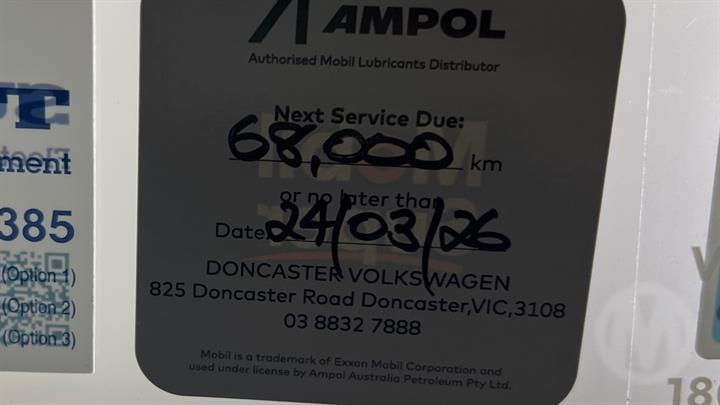 AMPOL
Authorised Mobil Lubricants Distributor
Next Service Due:
68,000 km
or no later than
Date: 24/03/26
DONCASTER VOLKSWAGEN
825 Doncaster Road Doncaster,VIC,3108
03 8832 7888
Mobil is a trademark of Exxon Mobil Corporation and
used under license by Ampol Australia Petroleum Pty Ltd.
ment
385
(Option 1)
(Option 2)
(Option 3)
M